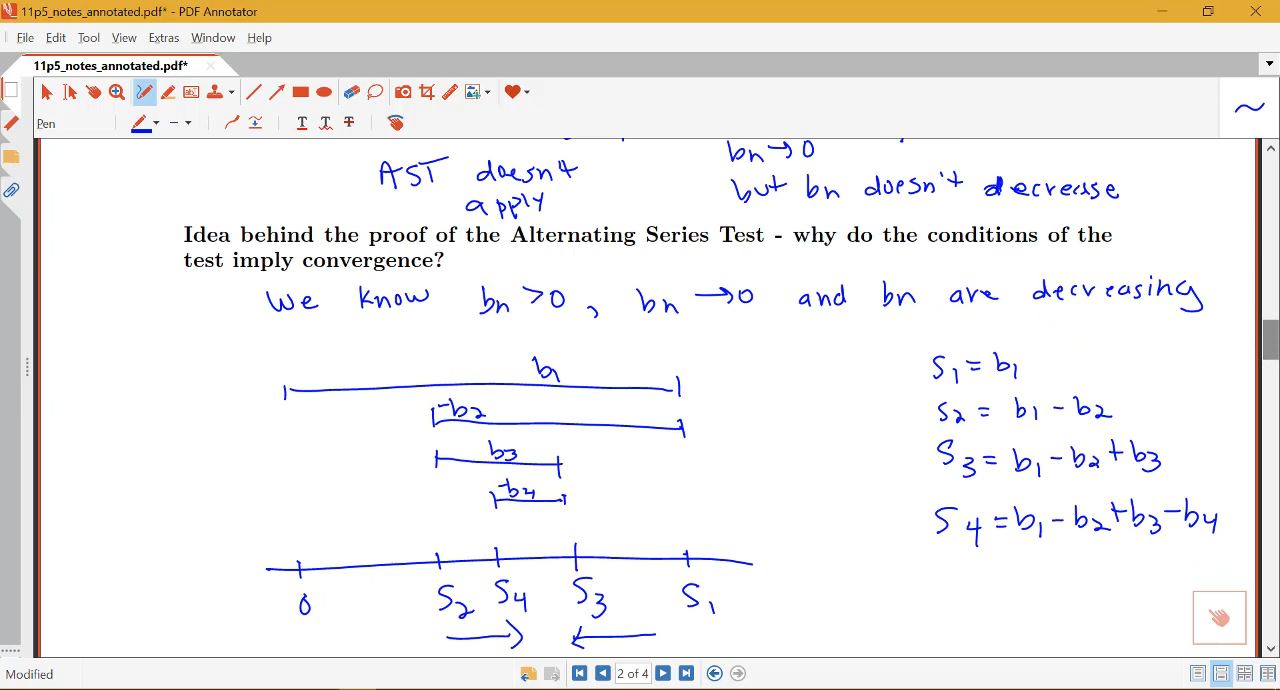 11p5_notes_annotated.pdf* - PDF Annotator
File Edit Tool View Extras Window Help
11p5_notes_annotated.pdf*
Pen
AST doesn't
apply
bn → 0
but bn doesn't decrease
Idea behind the proof of the Alternating Series Test - why do the conditions of the
test imply convergence?
We know bn > 0, bn → 0 and bn are decreasing
b1
-b2
b3
-b4
S1 = b1
S2 = b1 - b2
S3 = b1 - b2 + b3
S4 = b1 - b2 + b3 - b4
0 S2 S4 S3 S1
Modified
2 of 4